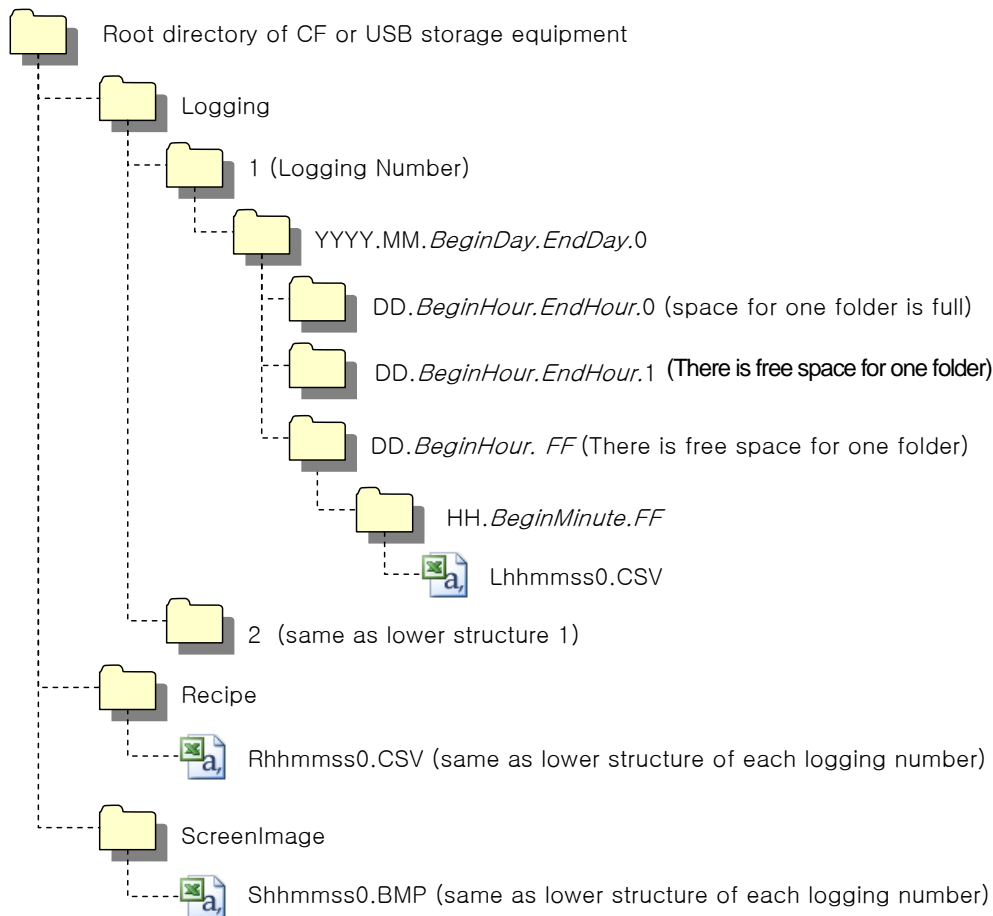 Root directory of CF or USB storage equipment
Logging
1 (Logging Number)
YYYY.MM.BeginDay.EndDay.0
DD.BeginHour.EndHour.0 (space for one folder is full)
DD.BeginHour.EndHour.1 (There is free space for one folder)
DD.BeginHour. FF (There is free space for one folder)
HH.BeginMinute.FF
a,
Lhhmmss0.CSV
2 (same as lower structure 1)
Recipe
a,
Rhhmmss0.CSV (same as lower structure of each logging number)
ScreenImage
a,
Shhmmss0.BMP (same as lower structure of each logging number)